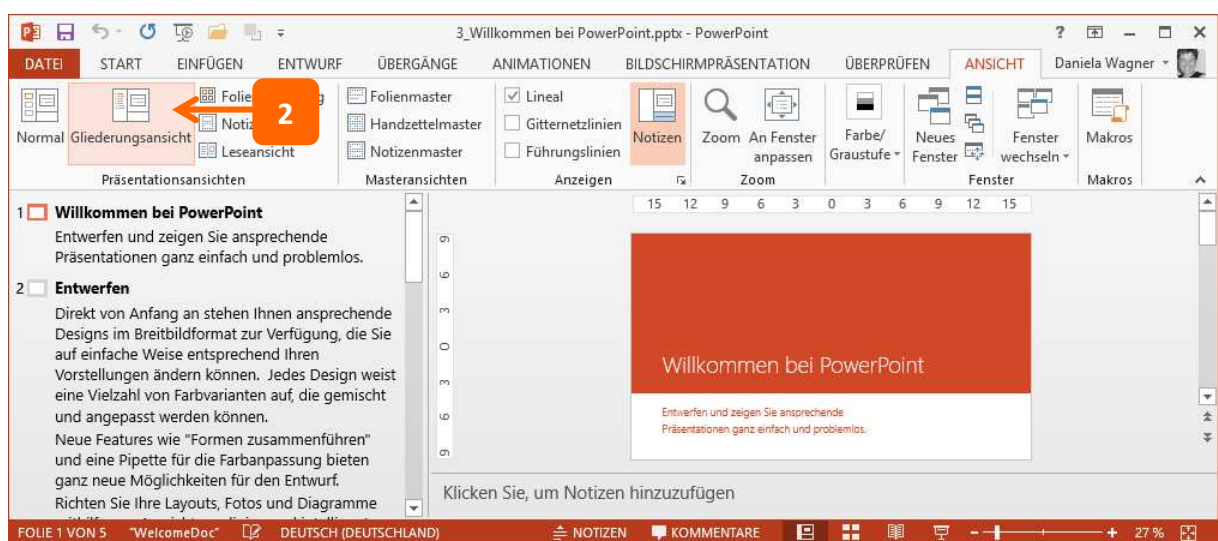 3_Willkommen bei PowerPoint.pptx - PowerPoint
?
DATEI START EINFÜGEN ENTWURF ÜBERGÄNGE ANIMATIONEN BILDSCHIRMPRÄSENTATION ÜBERPRÜFEN ANSICHT Daniela Wagner
Normal
Gliederungsansicht
Leseansicht
2
Präsentationsansichten
Folienmaster
Handzettelmaster
Notizenmaster
Masteransichten
Lineal
Gitternetzlinien
Führungslinien
Anzeigen
Notizen
Zoom
An Fenster
anpassen
Zoom
Farbe/
Graustufe
Neues
Fenster
Fenster
wechseln
Fenster
Makros
Makros
1 Willkommen bei PowerPoint
Entwerfen und zeigen Sie ansprechende
Präsentationen ganz einfach und problemlos.
2 Entwerfen
Direkt von Anfang an stehen Ihnen ansprechende
Designs im Breitbildformat zur Verfügung, die Sie
auf einfache Weise entsprechend Ihren
Vorstellungen ändern können. Jedes Design weist
eine Vielzahl von Farbvarianten auf, die gemischt
und angepasst werden können.
Neue Features wie "Formen zusammenführen"
und eine Pipette für die Farbanpassung bieten
ganz neue Möglichkeiten für den Entwurf.
Richten Sie Ihre Layouts, Fotos und Diagramme
15 12 9 6 3 0 3 6 9 12 15
9
6
3
0
3
6
9
Willkommen bei PowerPoint
Entwerfen und zeigen Sie ansprechende
Präsentationen ganz einfach und problemlos.
Klicken Sie, um Notizen hinzuzufügen
FOLIE 1 VON 5 "WelcomeDoc" DEUTSCH (DEUTSCHLAND) NOTIZEN KOMMENTARE 27 %